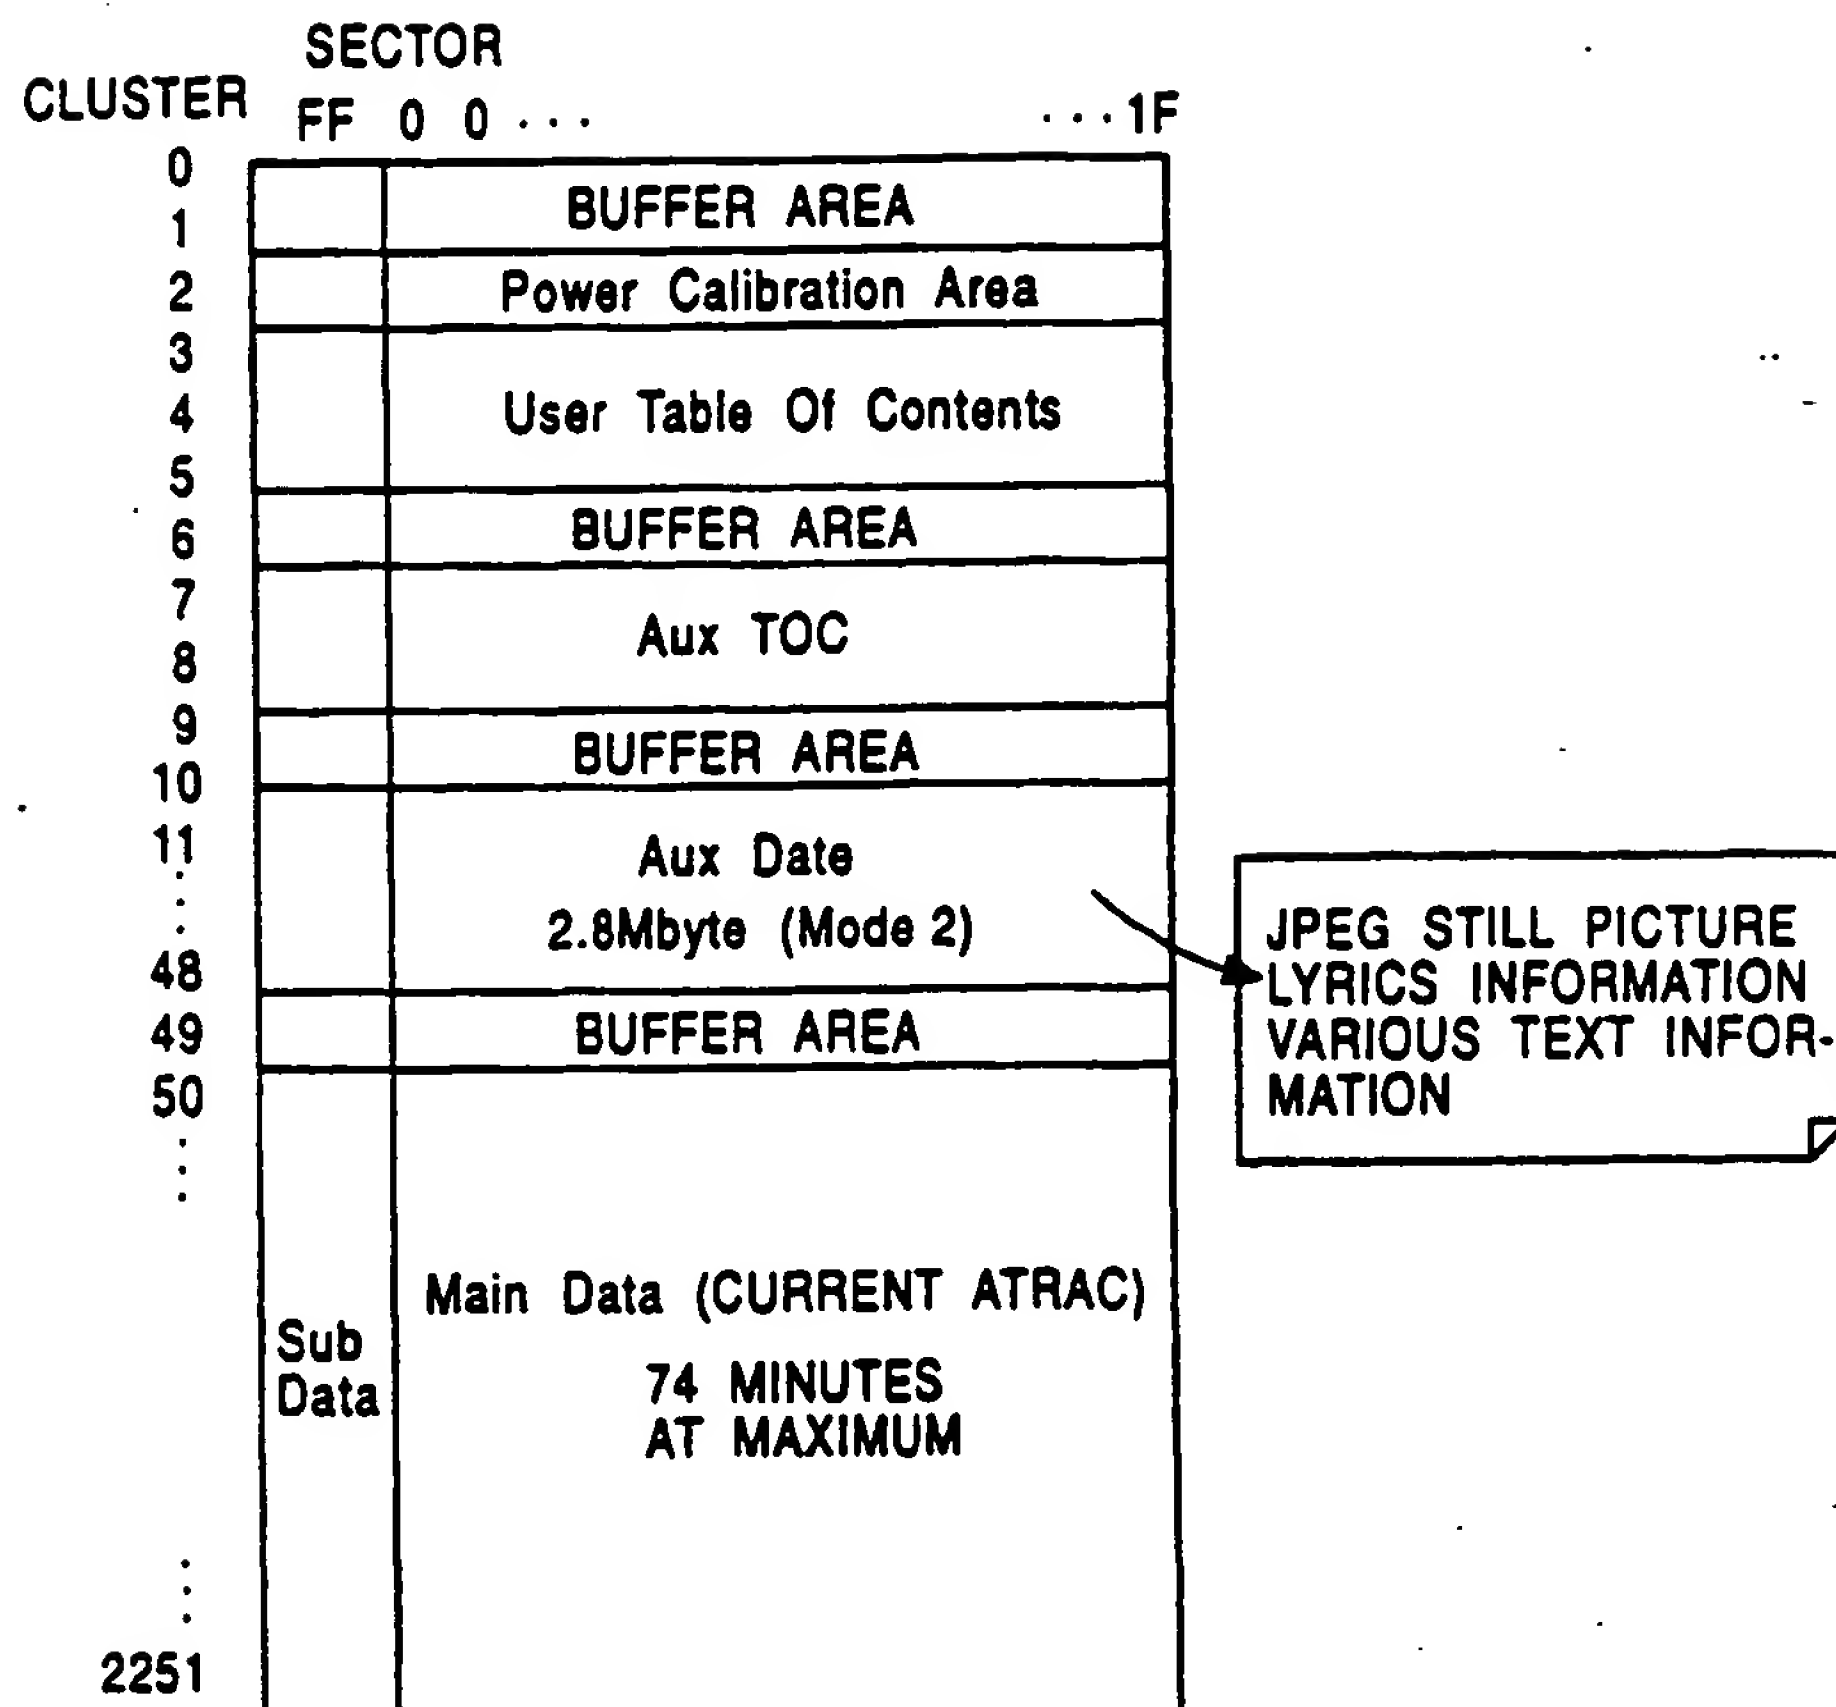 SECTOR
CLUSTER
FF 0 0 ··· ···1F
0
1
BUFFER AREA
2
Power Calibration Area
3
4
User Table Of Contents
5
6
BUFFER AREA
7
8
Aux TOC
9
BUFFER AREA
10
11
Aux Date
2.8Mbyte (Mode 2)
48
49
BUFFER AREA
50
JPEG STILL PICTURE
LYRICS INFORMATION
VARIOUS TEXT INFOR-
MATION
Main Data (CURRENT ATRAC)
74 MINUTES
AT MAXIMUM
Sub
Data
2251